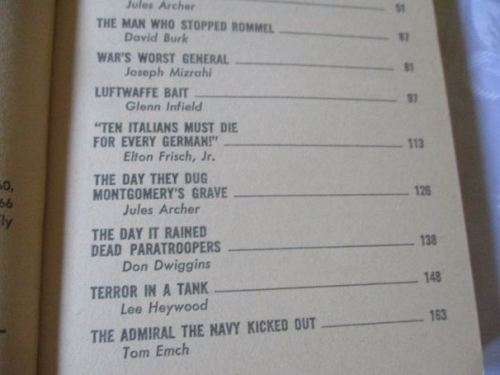 Jules Archer
THE MAN WHO STOPPED ROMMEL
David Burk
WAR'S WORST GENERAL 81
Joseph Mizrahi
LUFTWAFFE BAIT 97
Glenn Infield
"TEN ITALIANS MUST DIE
FOR EVERY GERMAN!" 113
Elton Frisch, Jr.
THE DAY THEY DUG
MONTGOMERY'S GRAVE 126
Jules Archer
THE DAY IT RAINED
DEAD PARATROOPERS 138
Don Dwiggins
TERROR IN A TANK 148
Lee Heywood
THE ADMIRAL THE NAVY KICKED OUT 163
Tom Emch